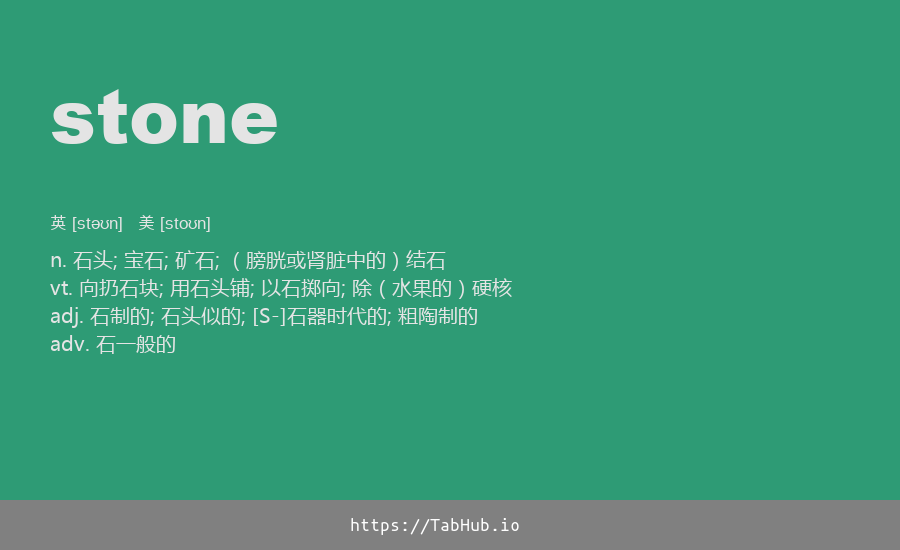 stone
英 [stəʊn] 美 [stoʊn]
n. 石头; 宝石; 矿石; （膀胱或肾脏中的）结石
vt. 向扔石块; 用石头铺; 以石掷向; 除（水果的）硬核
adj. 石制的; 石头似的; [S-]石器时代的; 粗陶制的
adv. 石一般的
https://TabHub.io